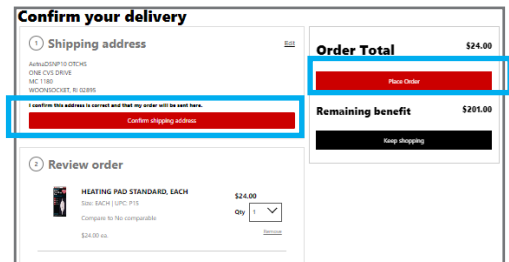 Confirm your delivery
1 Shipping address
Edit
AetnaDSNP10 OTCHS
ONE CVS DRIVE
MC 1180
WOONSOCKET, RI 02895
I confirm this address is correct and that my order will be sent here.
Confirm shipping address
2 Review order
HEATING PAD STANDARD, EACH
Size: EACH | UPC: P15
Compare to No comparable
$24.00 ea.
$24.00
Qty 1
Remove
Order Total $24.00
Place Order
Remaining benefit $201.00
Keep shopping